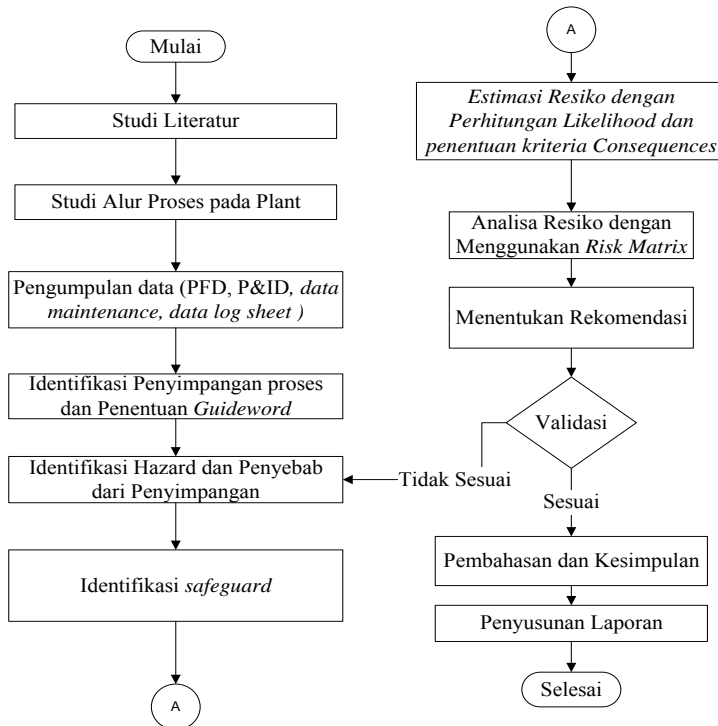 Mulai
Studi Literatur
Studi Alur Proses pada Plant
Pengumpulan data (PFD, P&ID, data
maintenance, data log sheet )
Identifikasi Penyimpangan proses
dan Penentuan Guideword
Identifikasi Hazard dan Penyebab
dari Penyimpangan
Identifikasi safeguard
A
A
Estimasi Resiko dengan
Perhitungan Likelihood dan
penentuan kriteria Consequences
Analisa Resiko dengan
Menggunakan Risk Matrix
Menentukan Rekomendasi
Validasi
Tidak Sesuai
Sesuai
Pembahasan dan Kesimpulan
Penyusunan Laporan
Selesai